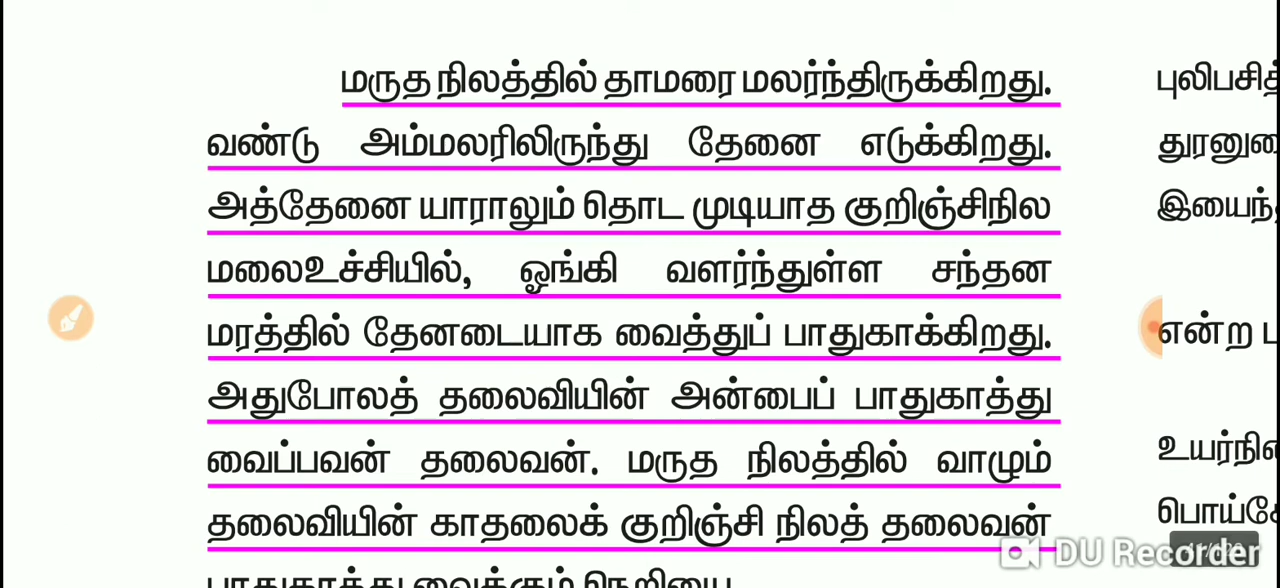 மருத நிலத்தில் தாமரை மலர்ந்திருக்கிறது.
வண்டு அம்மலரிலிருந்து தேனை எடுக்கிறது.
அத்தேனை யாராலும் தொட முடியாத குறிஞ்சிநில
மலைஉச்சியில், ஓங்கி வளர்ந்துள்ள சந்தன
மரத்தில் தேனடையாக வைத்துப் பாதுகாக்கிறது.
அதுபோலத் தலைவியின் அன்பைப் பாதுகாத்து
வைப்பவன் தலைவன். மருத நிலத்தில் வாழும்
தலைவியின் காதலைக் குறிஞ்சி நிலத் தலைவன்
பாதுகாத்து வைக்கும் நெறியை
என்ற
DU Recorder